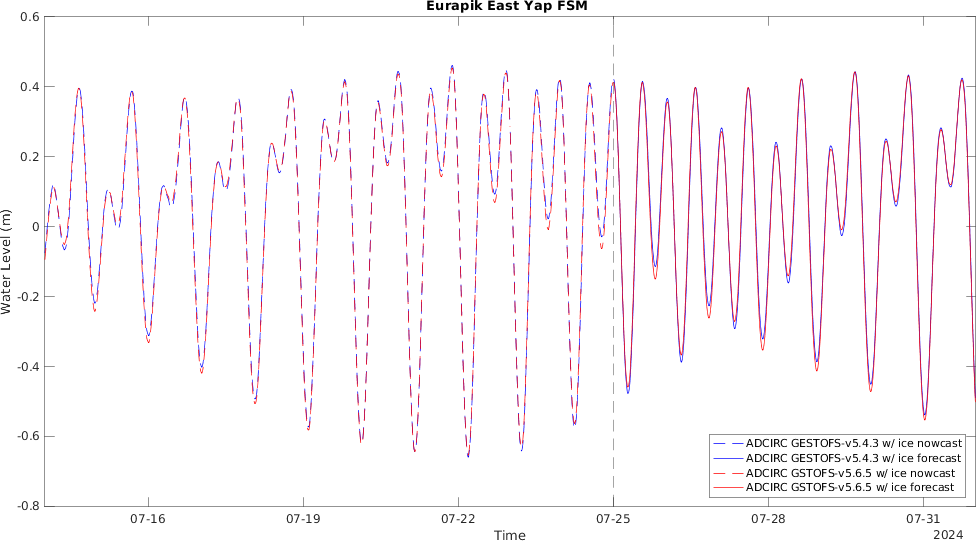 Eurapik East Yap FSM
0.6
0.4
0.2
0
-0.2
-0.4
-0.6
-0.8
Water Level (m)
ADCIRC GESTOFS-v5.4.3 w/ ice nowcast
ADCIRC GESTOFS-v5.4.3 w/ ice forecast
ADCIRC GSTOFS-v5.6.5 w/ ice nowcast
ADCIRC GSTOFS-v5.6.5 w/ ice forecast
07-16 07-19 07-22 07-25 07-28 07-31
Time
2024